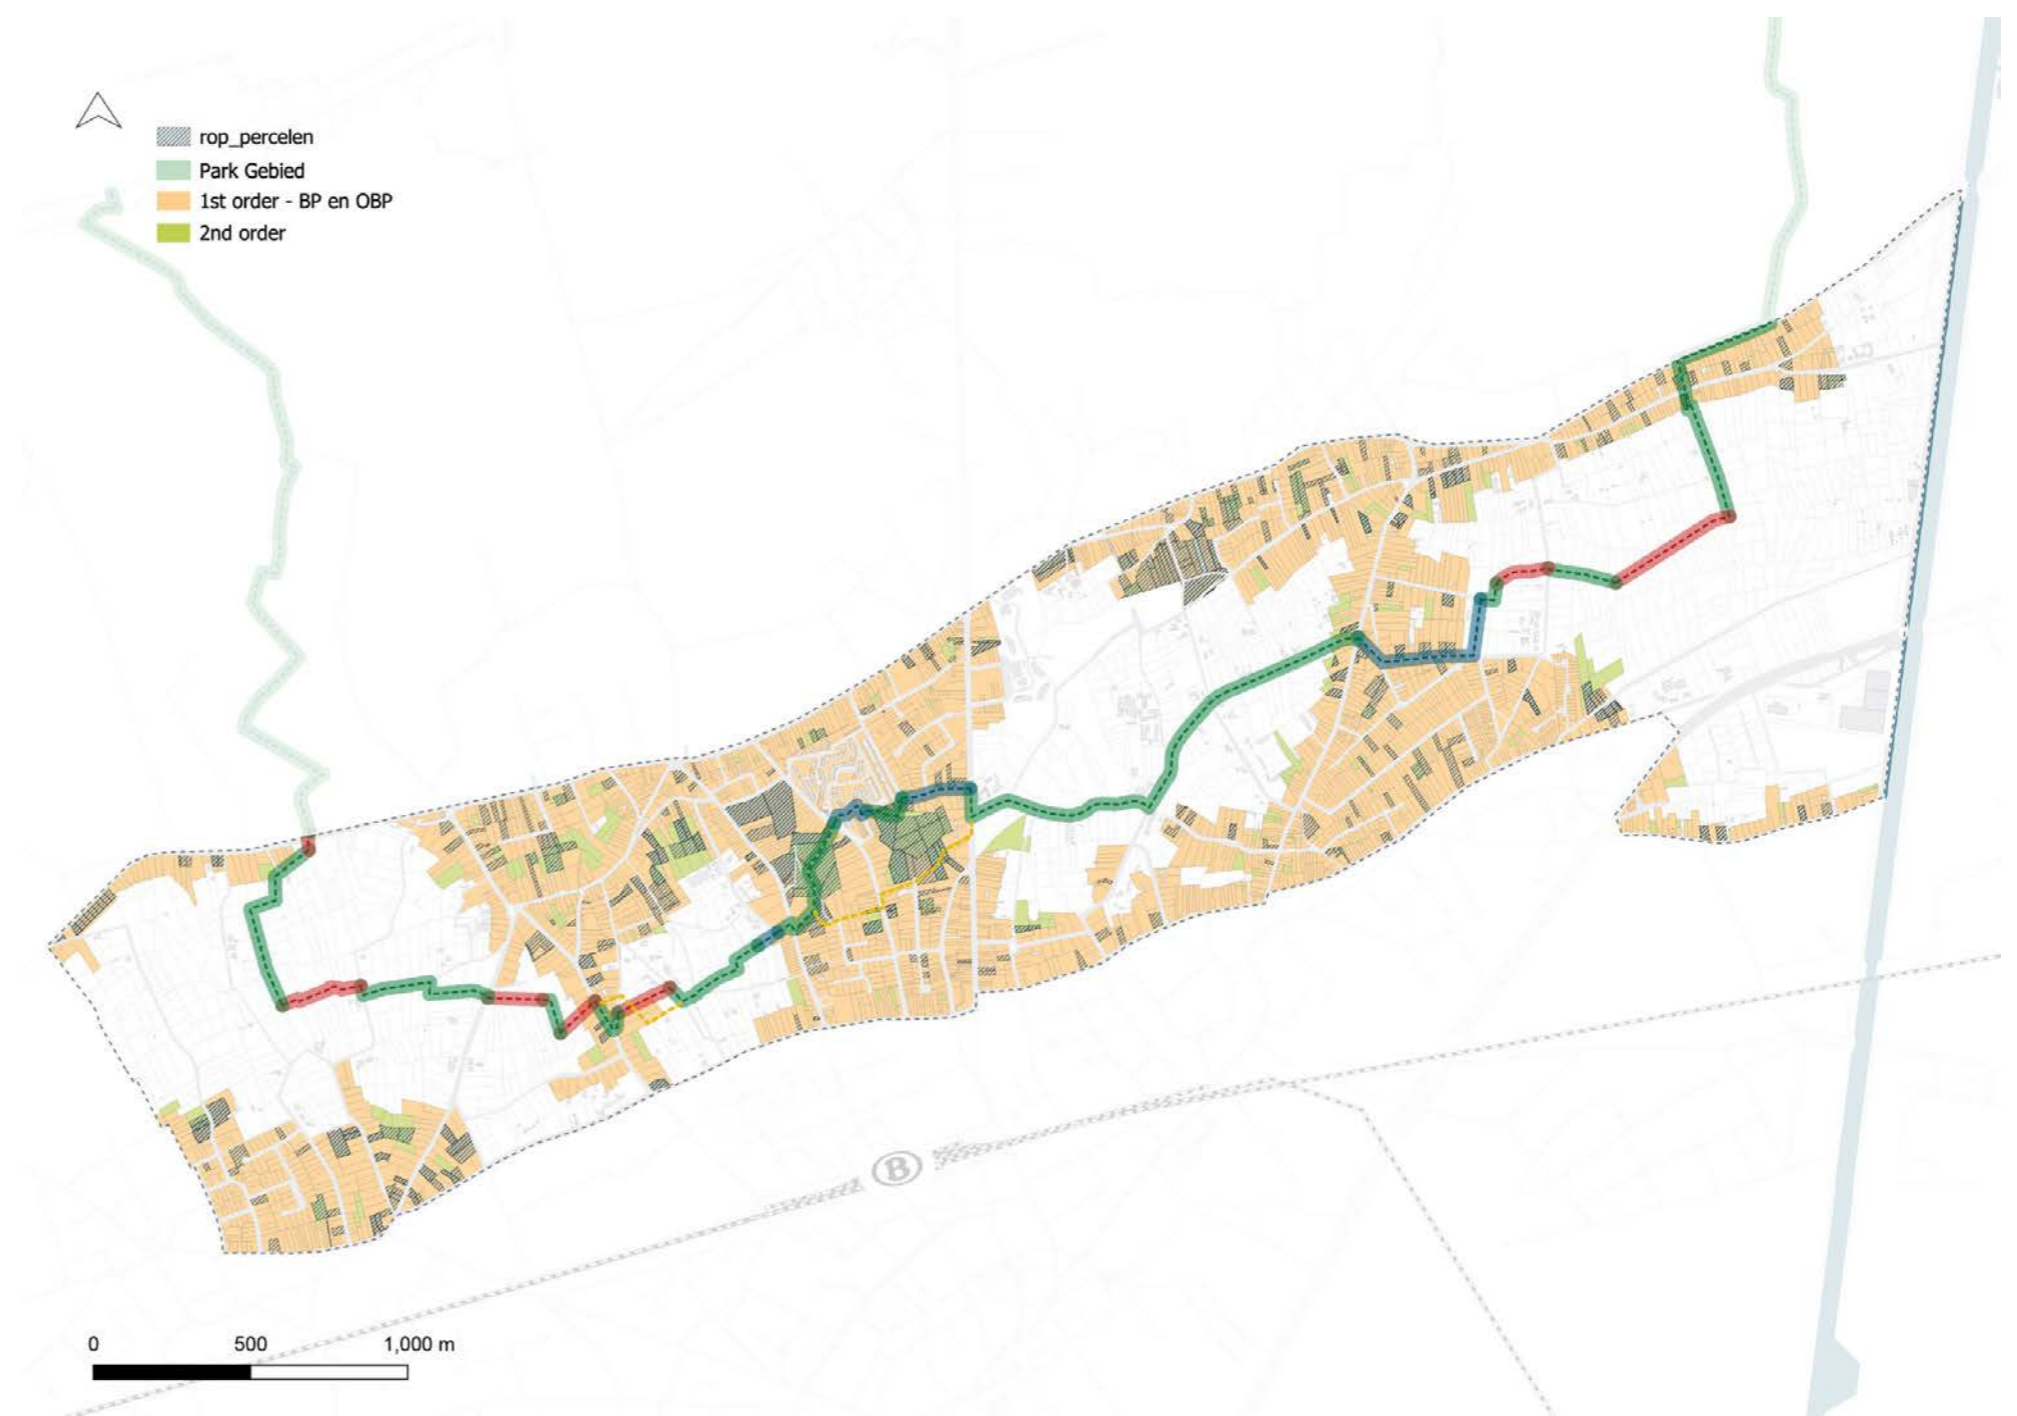 rop_percelen
Park Gebied
1st order - BP en OBP
2nd order
B
0 500 1,000 m